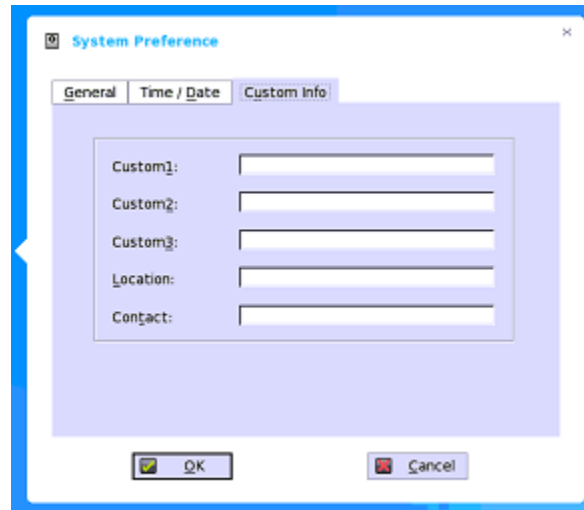 System Preference
General Time / Date Custom Info
Custom1:
Custom2:
Custom3:
Location:
Contact:
OK Cancel